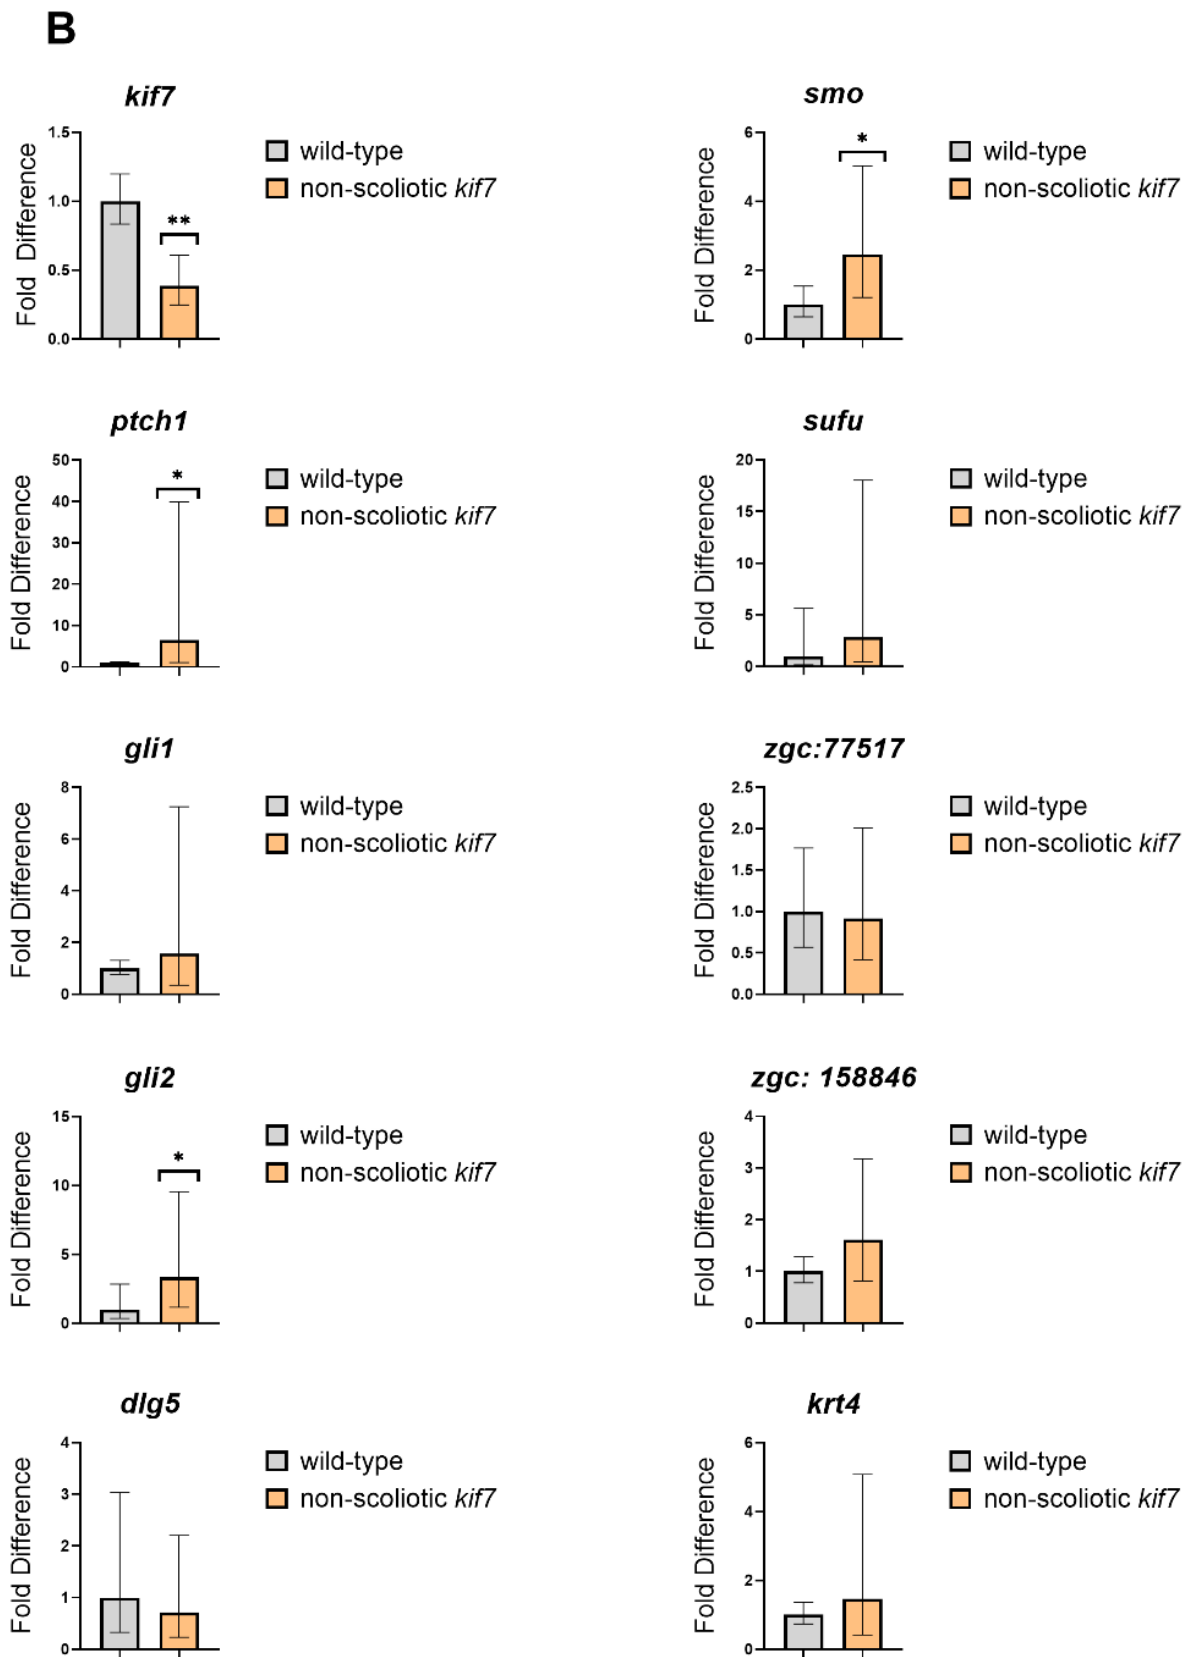 B
kif7
Fold Difference
1.5
1.0
0.5
0.0
**
wild-type
non-scoliotic kif7
smo
Fold Difference
6
4
2
0
*
wild-type
non-scoliotic kif7
ptch1
Fold Difference
50
40
30
20
10
0
*
wild-type
non-scoliotic kif7
sufu
Fold Difference
20
15
10
5
0
wild-type
non-scoliotic kif7
gli1
Fold Difference
8
6
4
2
0
wild-type
non-scoliotic kif7
zgc:77517
Fold Difference
2.5
2.0
1.5
1.0
0.5
0.0
wild-type
non-scoliotic kif7
gli2
Fold Difference
15
10
5
0
*
wild-type
non-scoliotic kif7
zgc: 158846
Fold Difference
4
3
2
1
0
wild-type
non-scoliotic kif7
dlg5
Fold Difference
4
3
2
1
0
wild-type
non-scoliotic kif7
krt4
Fold Difference
6
4
2
0
wild-type
non-scoliotic kif7